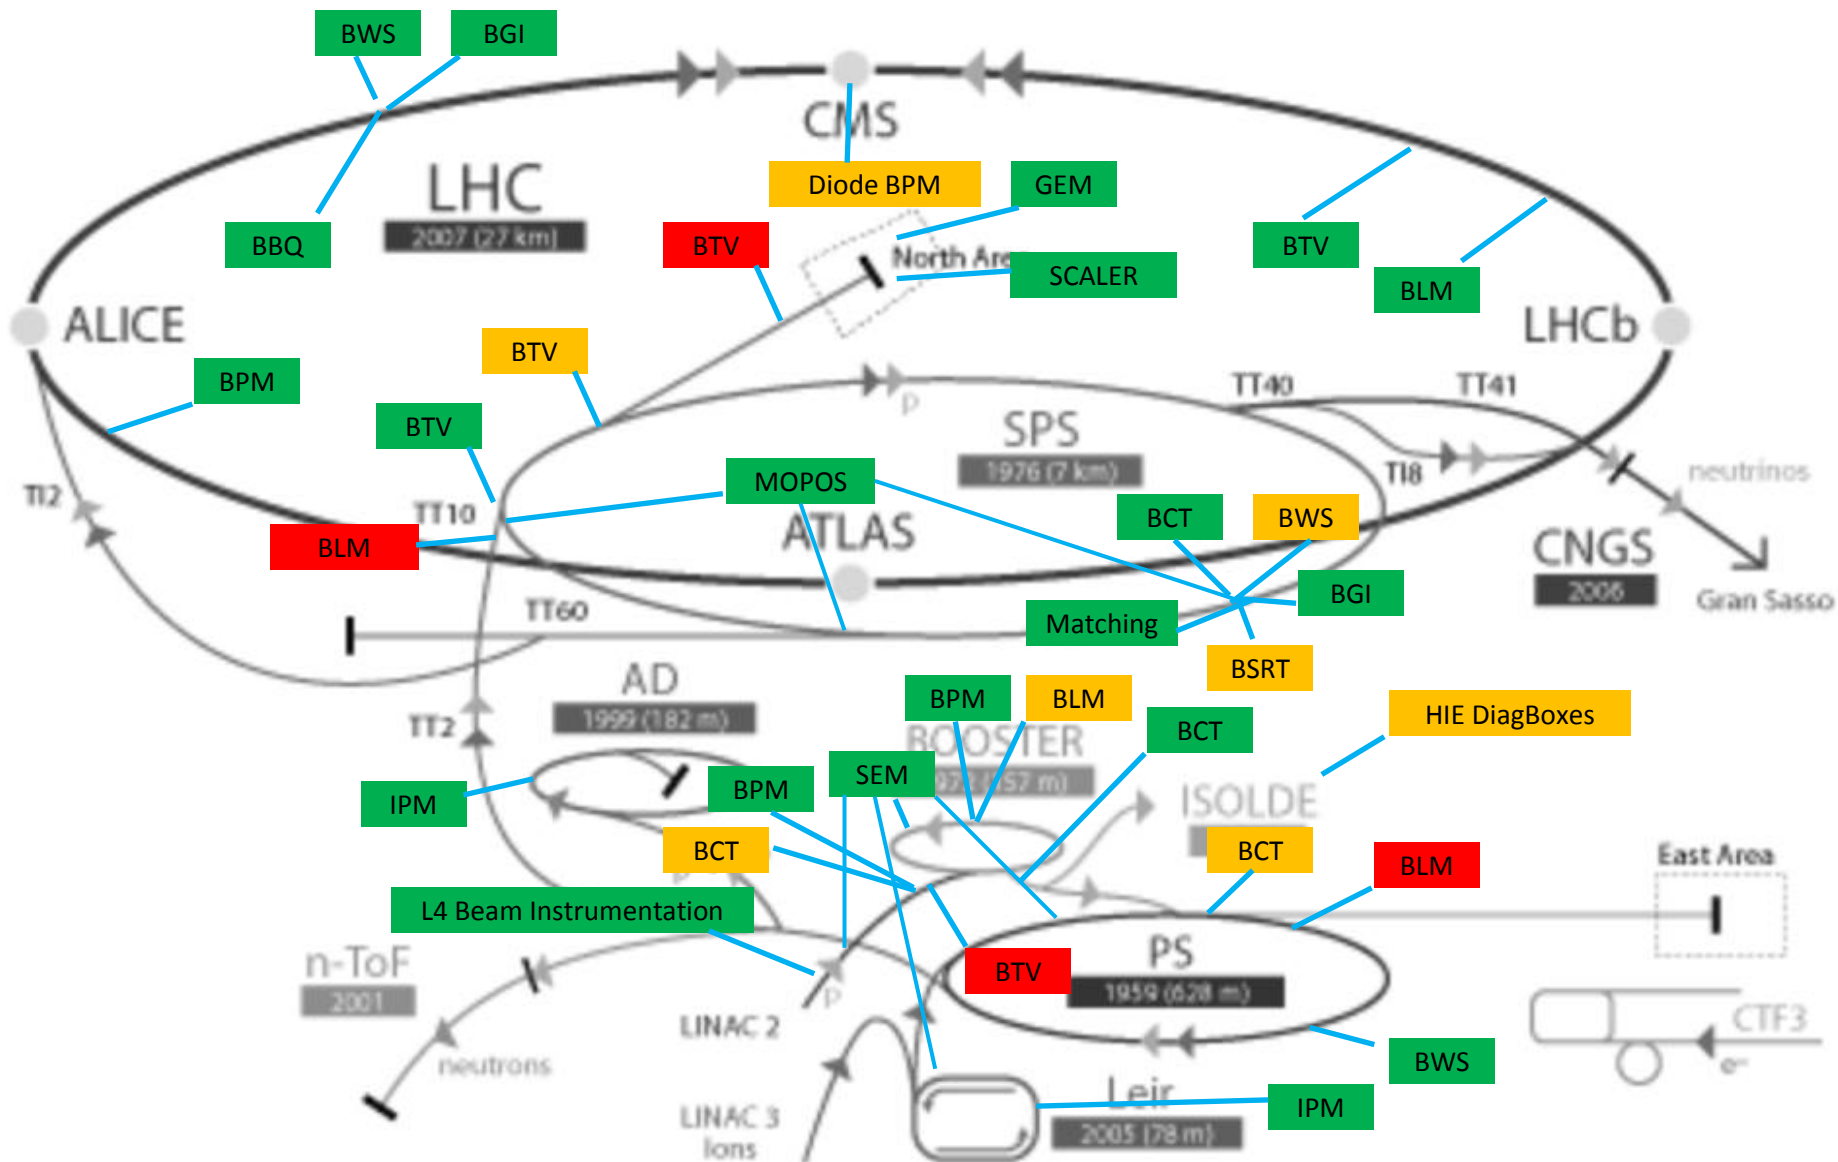 BWS
BGI
CMS
LHC
2007 (27 km)
Diode BPM
GEM
BTV
BBQ
North Are
SCALER
BTV
BLM
ALICE
LHCb
BTV
BPM
TT40
TT41
p
BTV
SPS
1976 (7 km)
MOPOS
TI8
neutrinos
TI2
TT10
BCT
BWS
BLM
ATLAS
CNGS
2006
Gran Sasso
BGI
TT60
Matching
BSRT
AD
1999 (182 m)
BPM
BLM
HIE DiagBoxes
TT2
BCT
BOOSTER
SEM
157 m)
BPM
IPM
ISOLDE
BCT
BCT
BLM
East Area
L4 Beam Instrumentation
PS
BTV
1959 (628 m)
n-ToF
2001
p
LINAC 2
CTF3
neutrons
e-
BWS
Leir
IPM
LINAC 3
Ions
2005 (78 m)